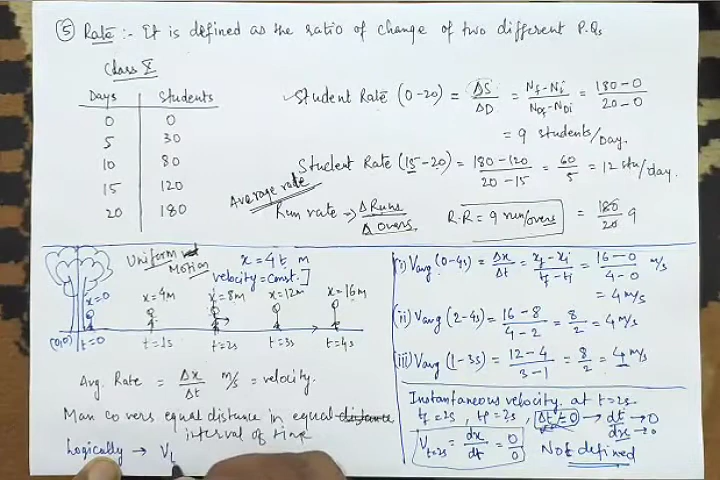 ⑤ Rate :- It is defined as the ratio of change of two different P.Qs
Class X
Days Students
0 0
5 30
10 80
15 120
20 180
Student Rate (0-20) = ΔS/ΔD = Nf-Ni/NDf-NDi = 180-0/20-0
= 9 students/Day.
Student Rate (15-20) = 180-120/20-15 = 60/5 = 12 stu/day.
Average rate
Run rate → ΔRuns/ΔOvers
R.R = 9 run/overs = 180/20 9
Uniform Motion
x = 4t m
velocity = const.]
x=0 x=4m x=8m x=12m x=16m
(0,0) t=0 t=1s t=2s t=3s t=4s
Avg. Rate = Δx/Δt m/s = velocity.
Man covers equal distance in equal distance
interval of time
Logically → Vt
(i) Vavg (0-4s) = Δx/Δt = xf-xi/tf-ti = 16-0/4-0 m/s
= 4 m/s
(ii) Vavg (2-4s) = 16-8/4-2 = 8/2 = 4 m/s
(iii) Vavg (1-3s) = 12-4/3-1 = 8/2 = 4 m/s
Instantaneous velocity at t=2s
tf=2s, tf=2s, Δt=0 → dt → 0
dx → 0
Vt=2s = dx/dt = 0/0 Not defined